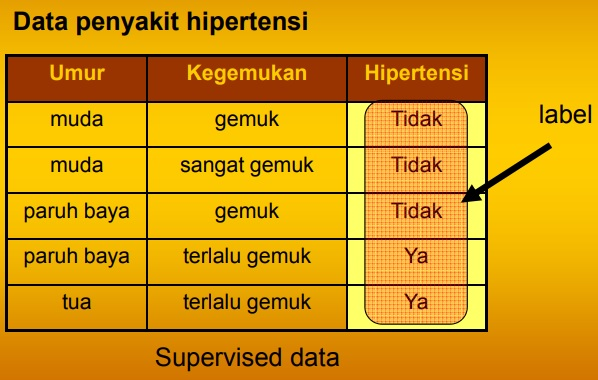 Data penyakit hipertensi
Umur Kegemukan Hipertensi
muda gemuk Tidak
label
muda sangat gemuk Tidak
paruh baya gemuk Tidak
paruh baya terlalu gemuk Ya
tua terlalu gemuk Ya
Supervised data